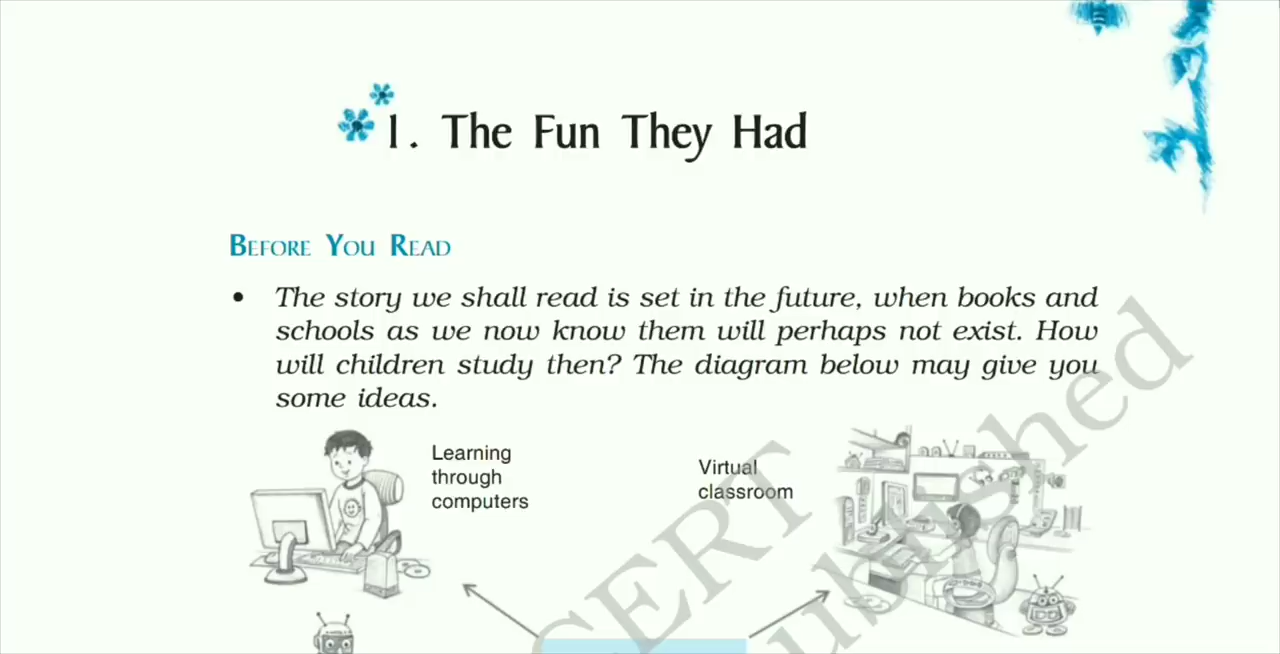 1. The Fun They Had
BEFORE YOU READ
• The story we shall read is set in the future, when books and
schools as we now know them will perhaps not exist. How
will children study then? The diagram below may give you
some ideas.
Learning
through
computers
Virtual
classroom